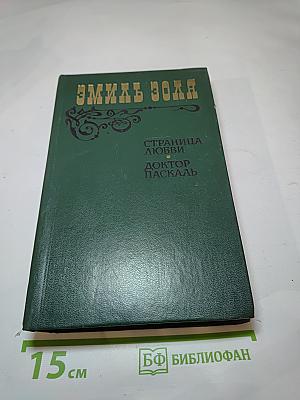 ЭМИЛЬ ЗОЛЯ
СТРАНИЦА
ЛЮБВИ
ДОКТОР
ПАСКАЛЬ
15 см
БФ БИБЛИОФАН